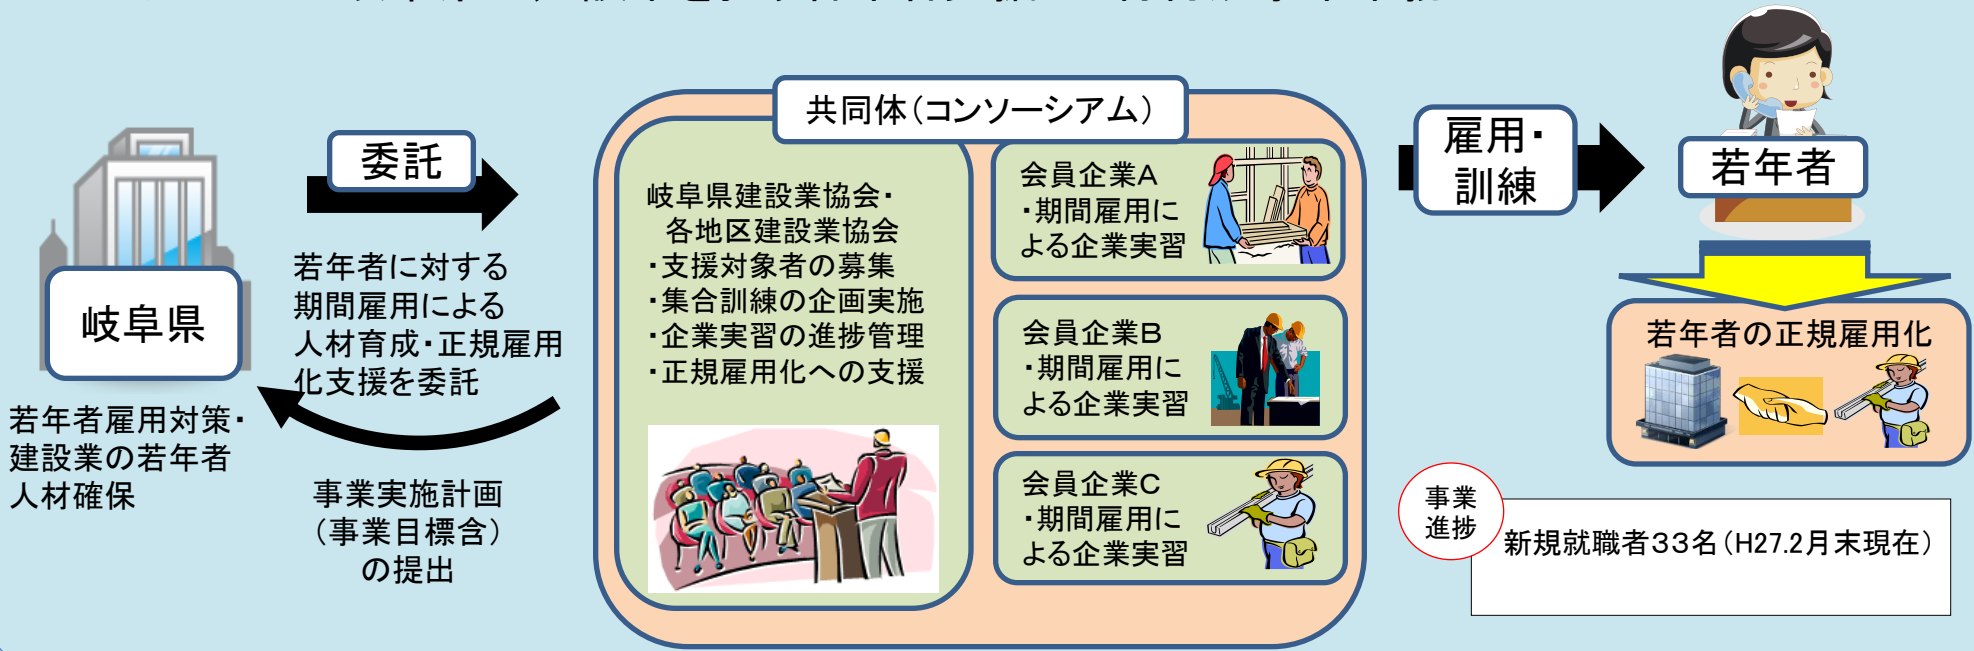 岐阜県
若年者雇用対策・
建設業の若年者
人材確保
委託
若年者に対する
期間雇用による
人材育成・正規雇用
化支援を委託
事業実施計画
（事業目標含）
の提出
共同体（コンソーシアム）
岐阜県建設業協会・
各地区建設業協会
・支援対象者の募集
・集合訓練の企画実施
・企業実習の進捗管理
・正規雇用化への支援
会員企業A
・期間雇用に
よる企業実習
会員企業B
・期間雇用に
よる企業実習
会員企業C
・期間雇用に
よる企業実習
雇用・
訓練
若年者
若年者の正規雇用化
事業
進捗
新規就職者３３名（H27.2月末現在）